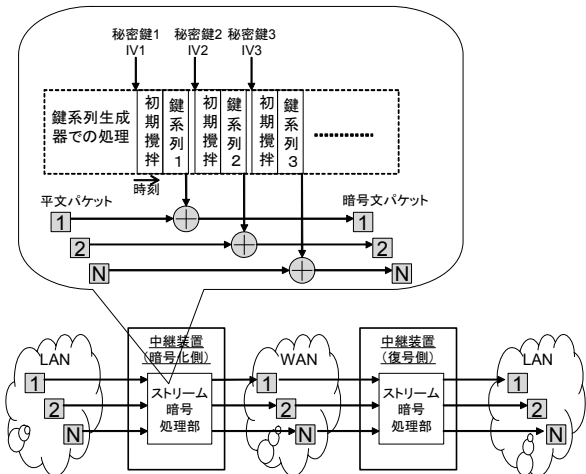 秘密鍵1 秘密鍵2 秘密鍵3
IV1 IV2 IV3
鍵系列生成
器での処理
初期攪拌
鍵系列1
初期攪拌
鍵系列2
初期攪拌
鍵系列3
時刻
平文パケット
暗号文パケット
1 1
2 2
N N
中継装置
(暗号化側)
中継装置
(復号側)
LAN
WAN
LAN
ストリーム
暗号
処理部
ストリーム
暗号
処理部
1 1 1
2 2 2
N N N